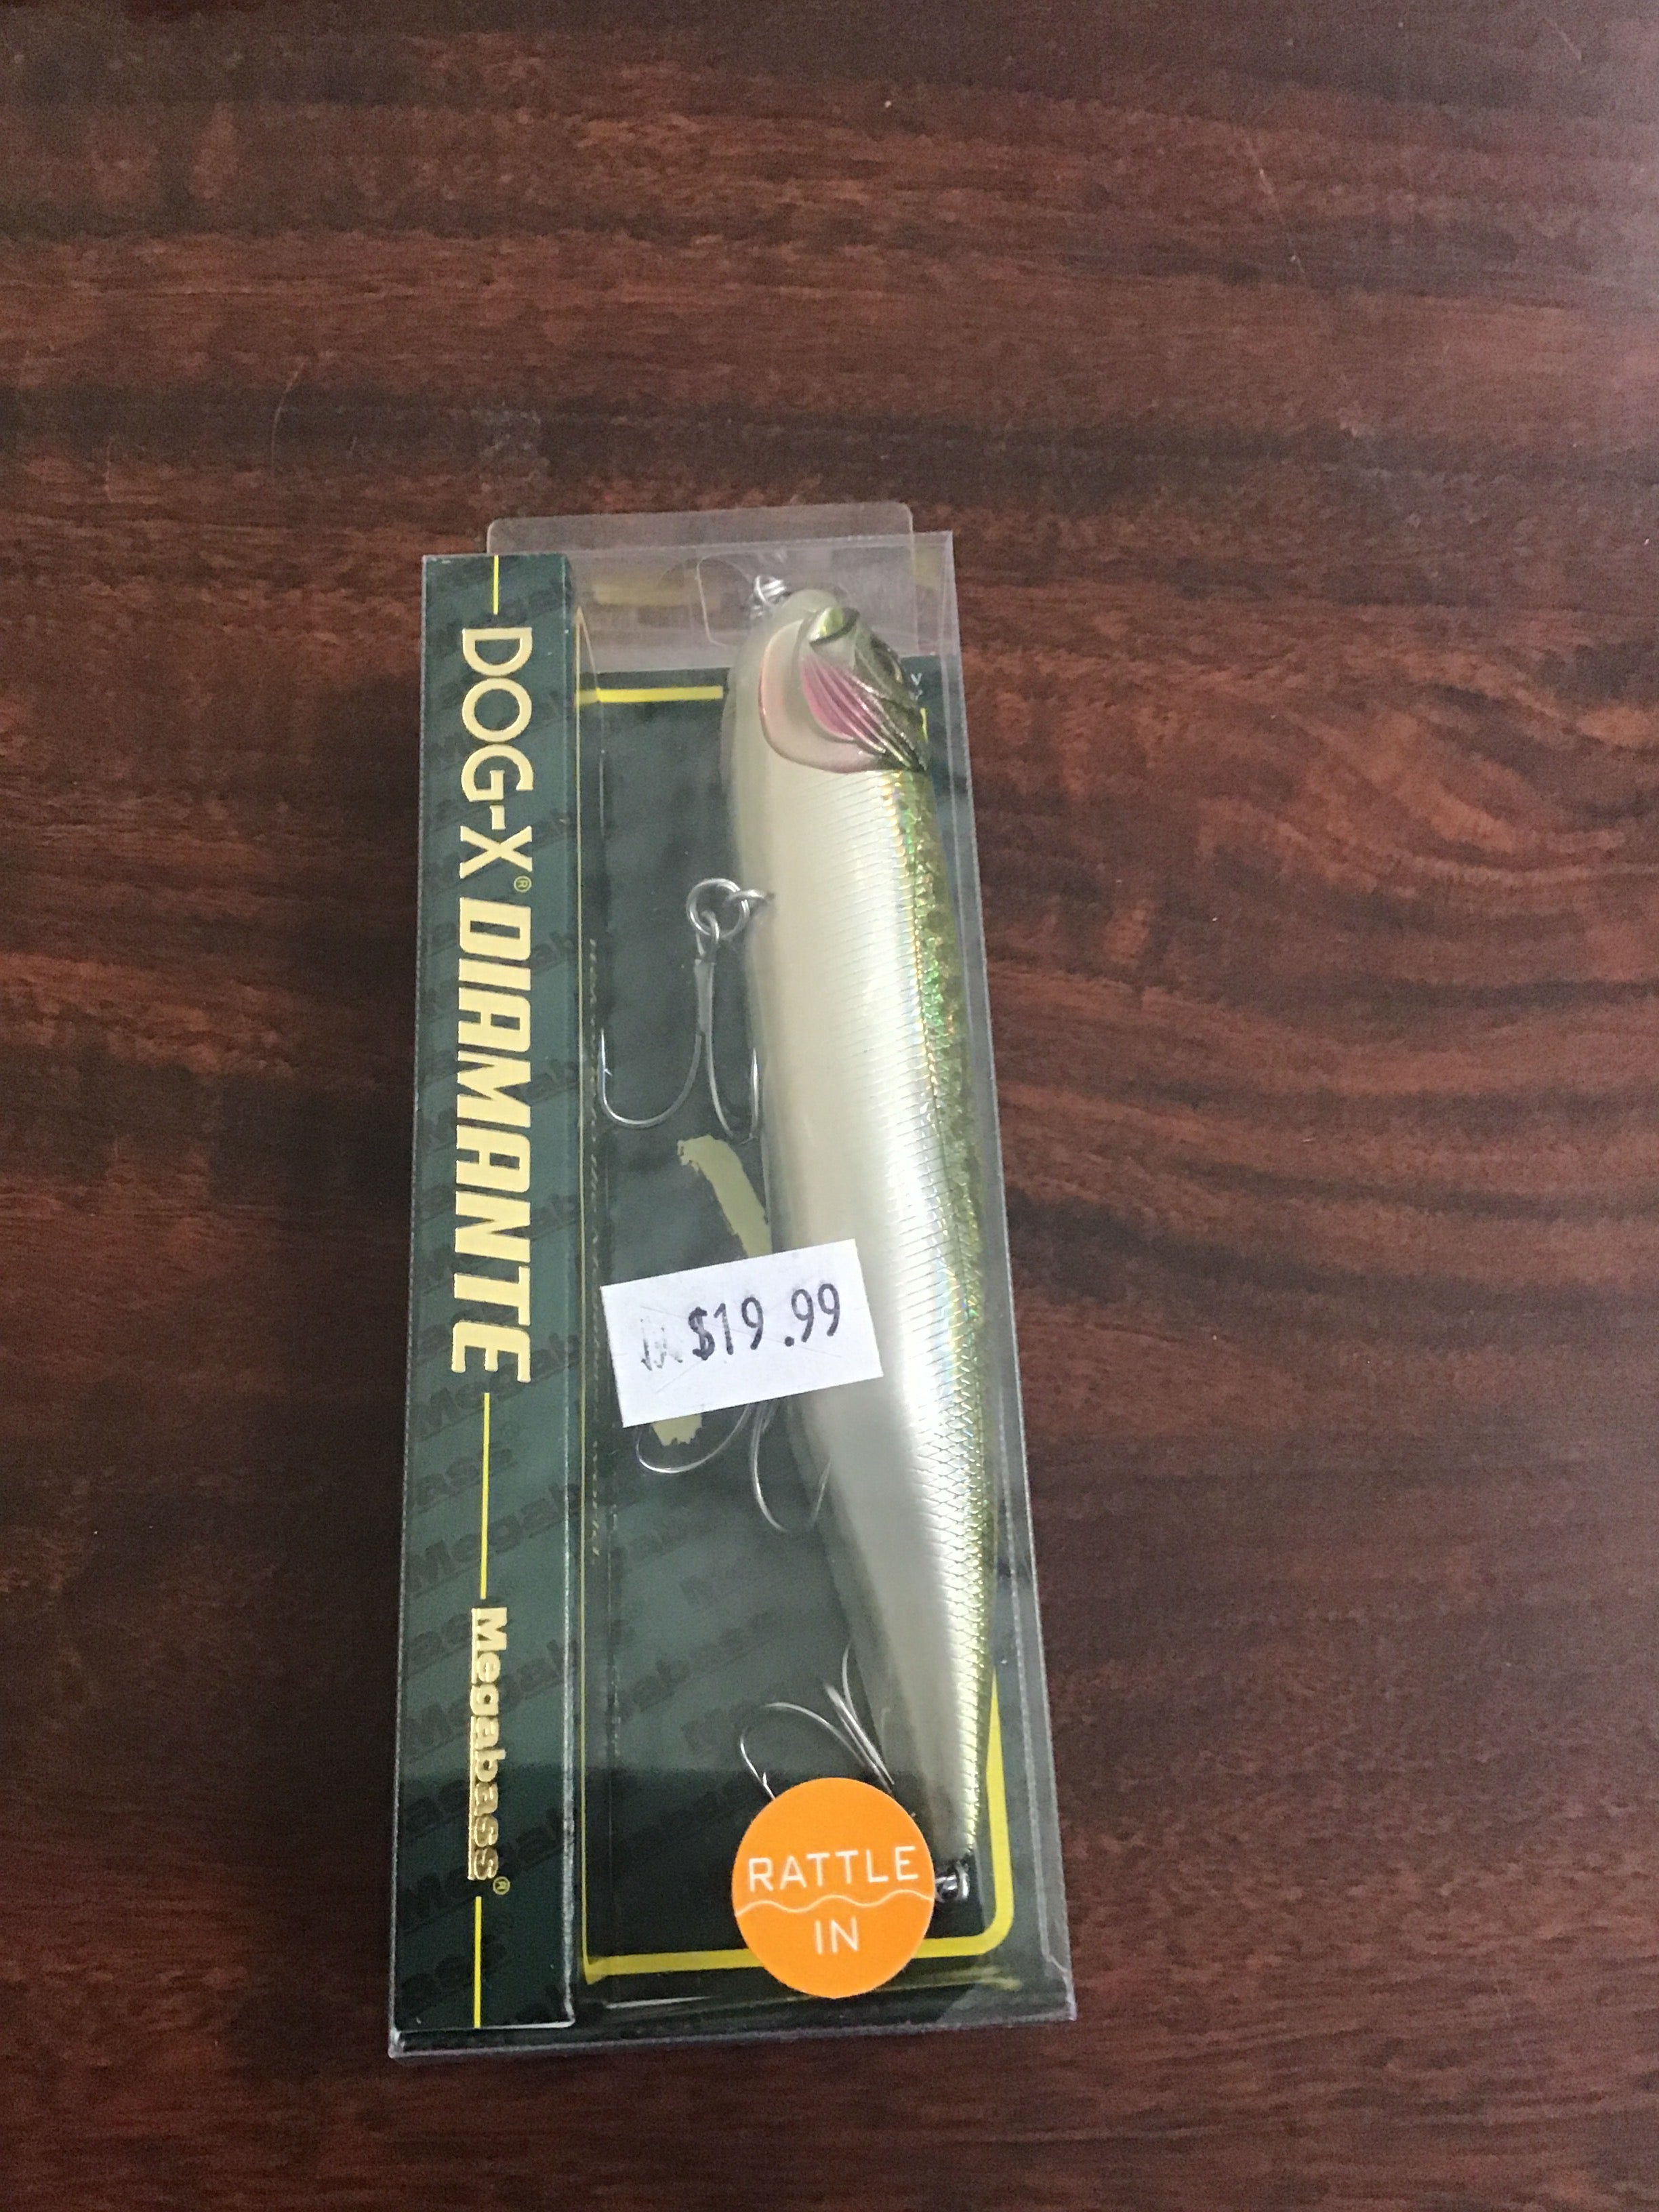 DOG-X® DIAMANTE
Megabass®
$19.99
RATTLE
IN